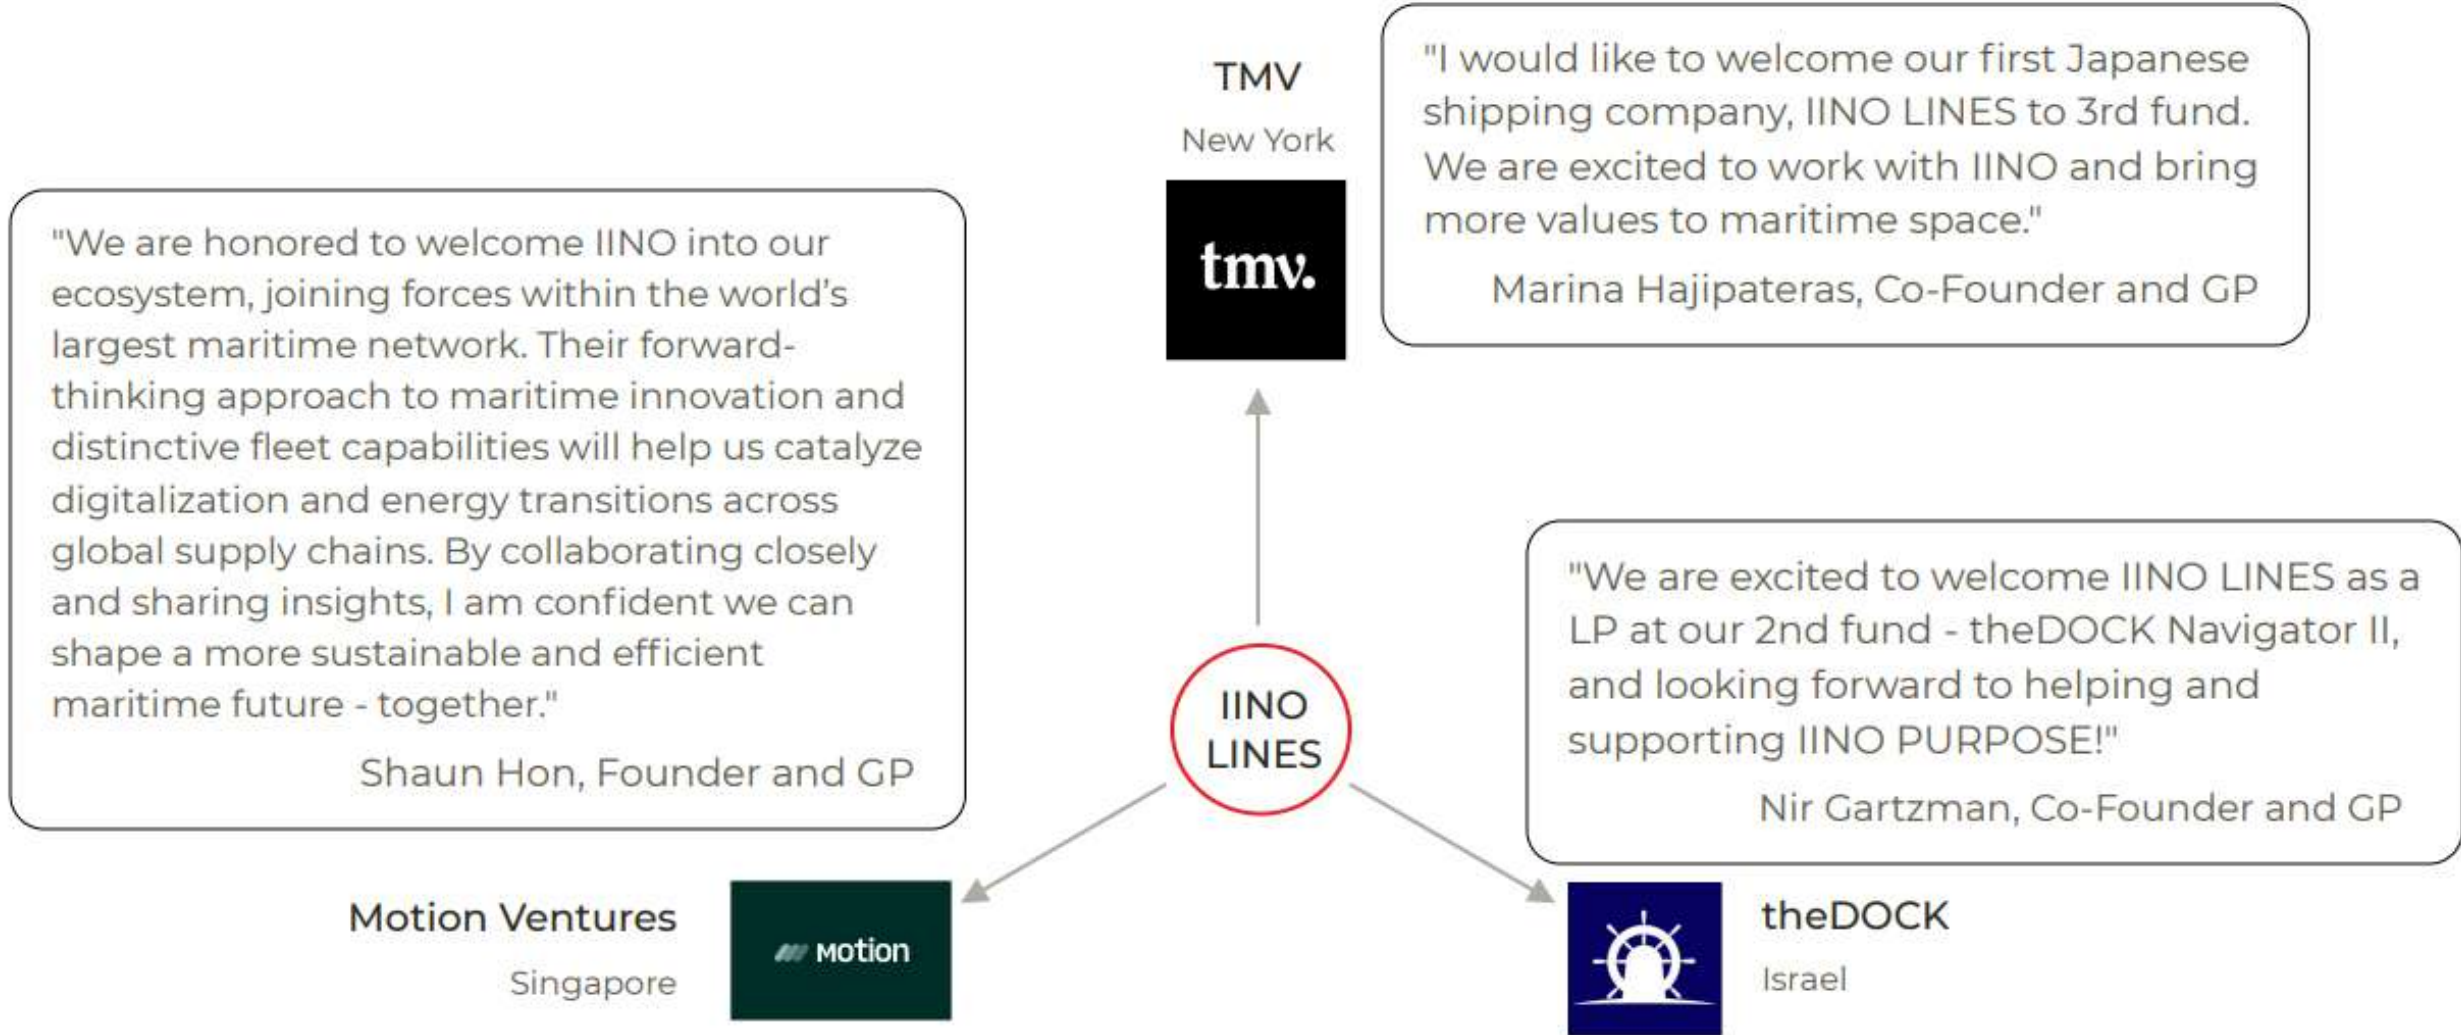 TMV
New York
tmv.
"I would like to welcome our first Japanese
shipping company, IINO LINES to 3rd fund.
We are excited to work with IINO and bring
more values to maritime space."
Marina Hajipateras, Co-Founder and GP
"We are honored to welcome IINO into our
ecosystem, joining forces within the world’s
largest maritime network. Their forward-
thinking approach to maritime innovation and
distinctive fleet capabilities will help us catalyze
digitalization and energy transitions across
global supply chains. By collaborating closely
and sharing insights, I am confident we can
shape a more sustainable and efficient
maritime future - together."
Shaun Hon, Founder and GP
IINO
LINES
"We are excited to welcome IINO LINES as a
LP at our 2nd fund - theDOCK Navigator II,
and looking forward to helping and
supporting IINO PURPOSE!"
Nir Gartzman, Co-Founder and GP
Motion Ventures
Singapore
MOtion
theDOCK
Israel